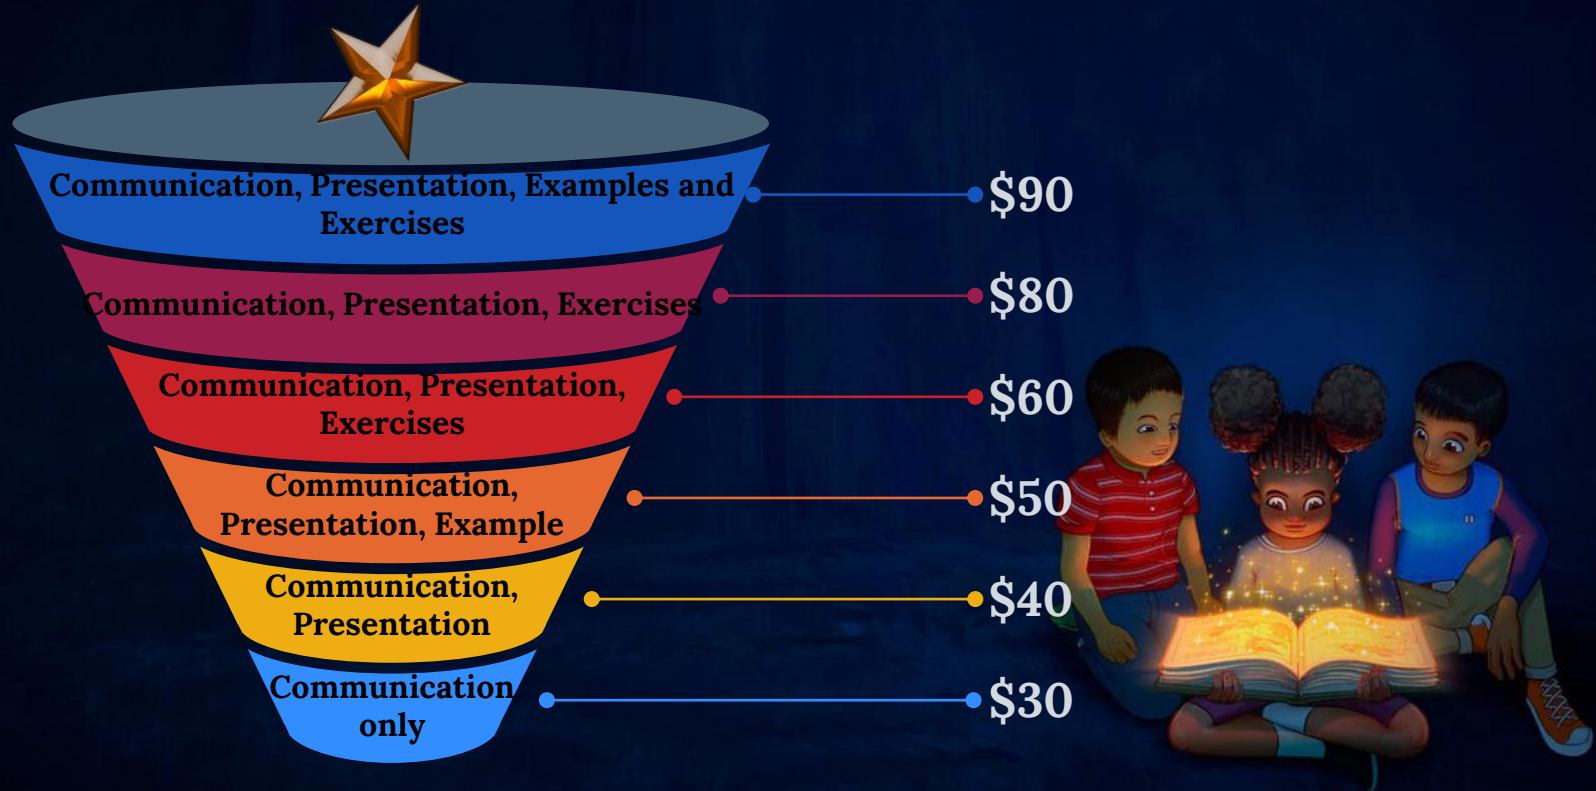 Communication, Presentation, Examples and
Exercises
$90
Communication, Presentation, Exercises
$80
Communication, Presentation,
Exercises
$60
Communication,
Presentation, Example
$50
Communication,
Presentation
$40
Communication
only
$30